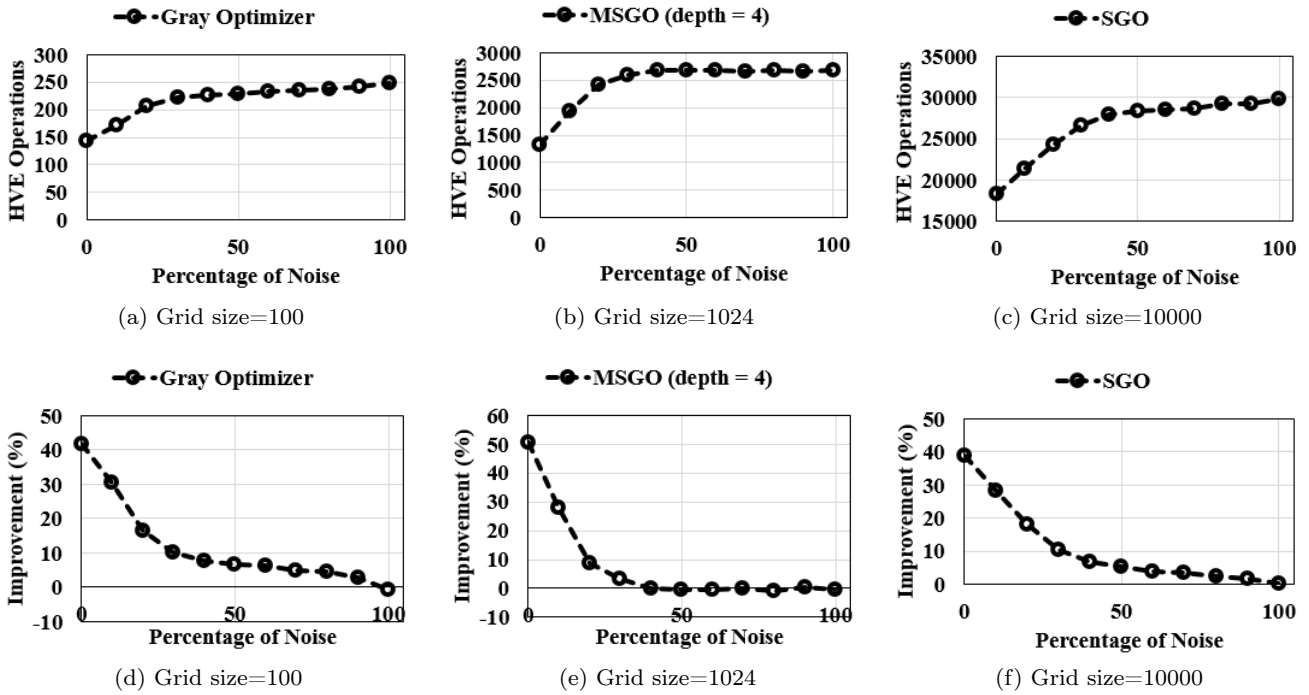 Gray Optimizer
HVE Operations
300
250
200
150
100
50
0
0 50 100
Percentage of Noise
(a) Grid size=100
MSGO (depth = 4)
HVE Operations
3000
2500
2000
1500
1000
500
0
0 50 100
Percentage of Noise
(b) Grid size=1024
SGO
HVE Operations
35000
30000
25000
20000
15000
0 50 100
Percentage of Noise
(c) Grid size=10000
Gray Optimizer
Improvement (%)
50
40
30
20
10
0
-10
0 50 100
Percentage of Noise
(d) Grid size=100
MSGO (depth = 4)
Improvement (%)
60
50
40
30
20
10
0
-10
0 50 100
Percentage of Noise
(e) Grid size=1024
SGO
Improvement (%)
50
40
30
20
10
0
0 50 100
Percentage of Noise
(f) Grid size=10000